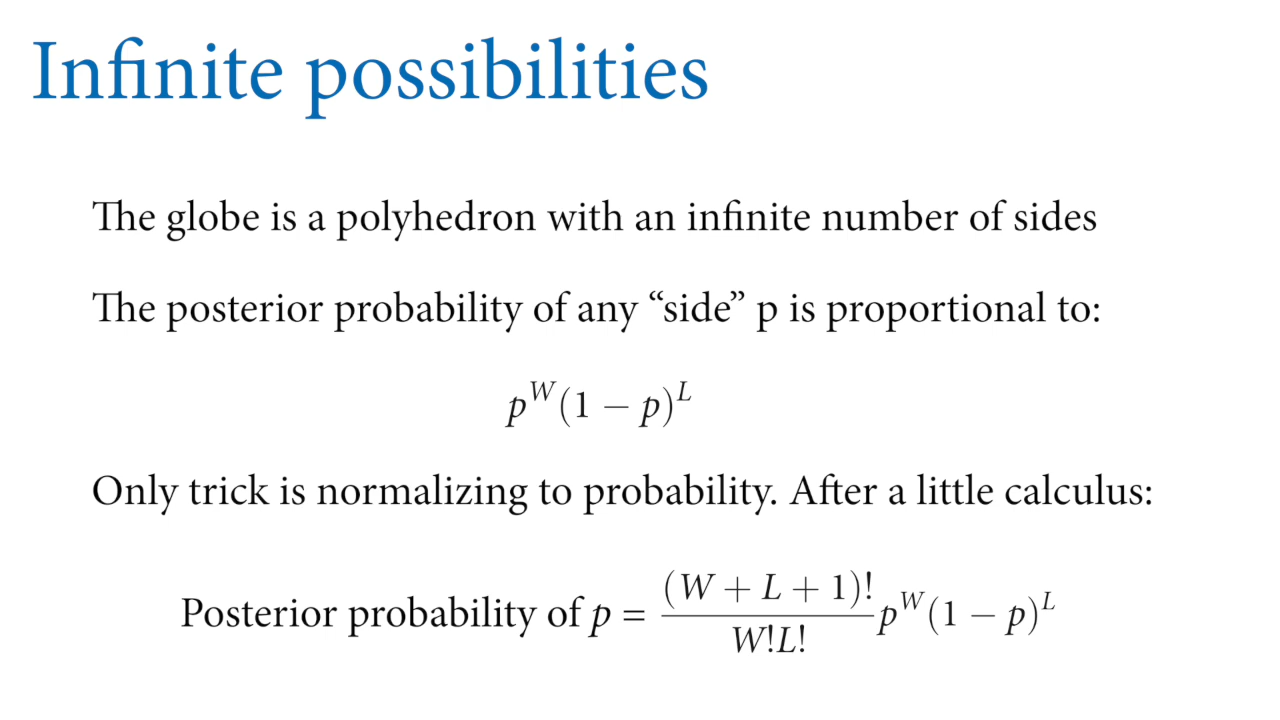 Infinite possibilities
The globe is a polyhedron with an infinite number of sides
The posterior probability of any “side” p is proportional to:
p^W(1 − p)^L
Only trick is normalizing to probability. After a little calculus:
Posterior probability of p = \frac{(W + L + 1)!}{W!L!} p^W(1 − p)^L